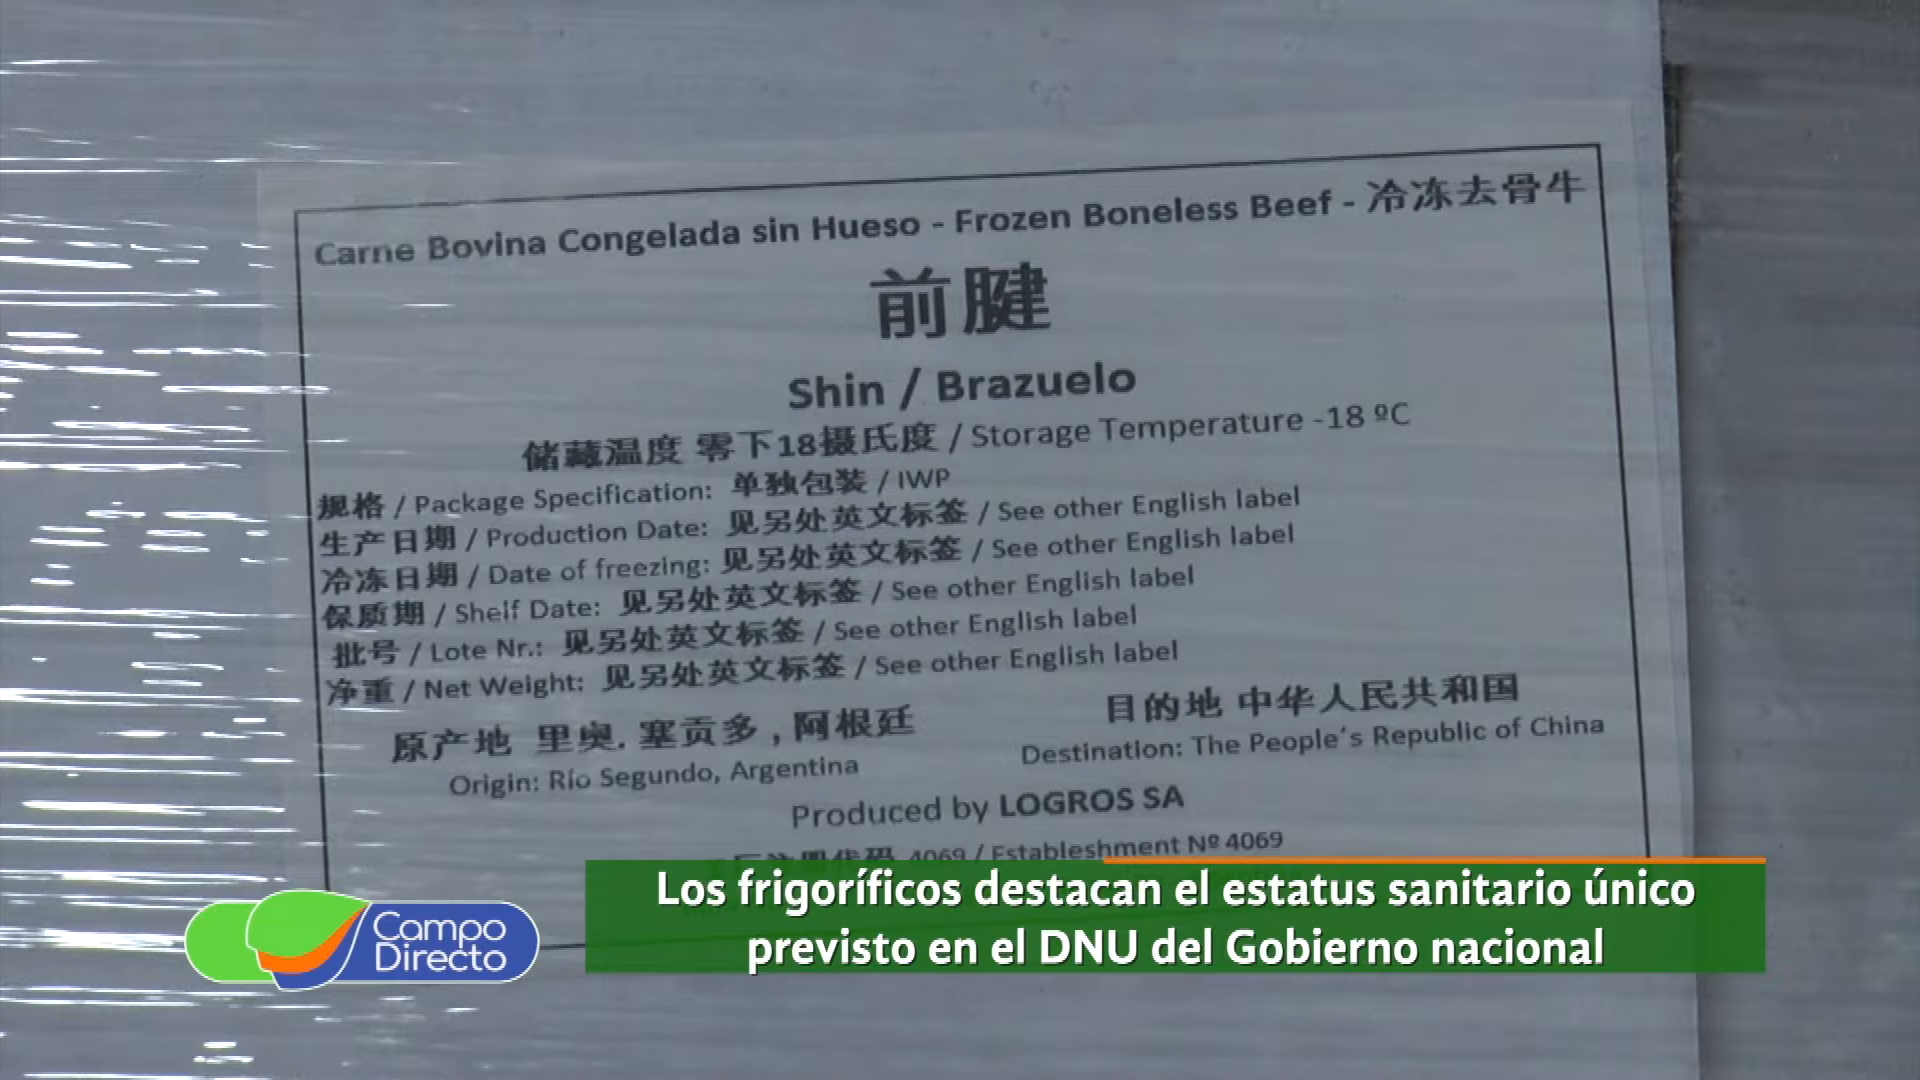 Carne Bovina Congelada sin Hueso - Frozen Boneless Beef - 冷冻去骨牛
前腱
Shin / Brazuelo
储藏温度 零下18摄氏度 / Storage Temperature -18 ºC
规格 / Package Specification: 单独包装 / IWP
生产日期 / Production Date: 见另处英文标签 / See other English label
冷冻日期 / Date of freezing: 见另处英文标签 / See other English label
保质期 / Shelf Date: 见另处英文标签 / See other English label
批号 / Lote Nr.: 见另处英文标签 / See other English label
净重 / Net Weight: 见另处英文标签 / See other English label
原产地 里奥. 塞贡多, 阿根廷
Origin: Río Segundo, Argentina
目的地 中华人民共和国
Destination: The People's Republic of China
Produced by LOGROS SA
注册代码 4069 / Estableshment Nº 4069
Los frigoríficos destacan el estatus sanitario único
previsto en el DNU del Gobierno nacional
Campo
Directo